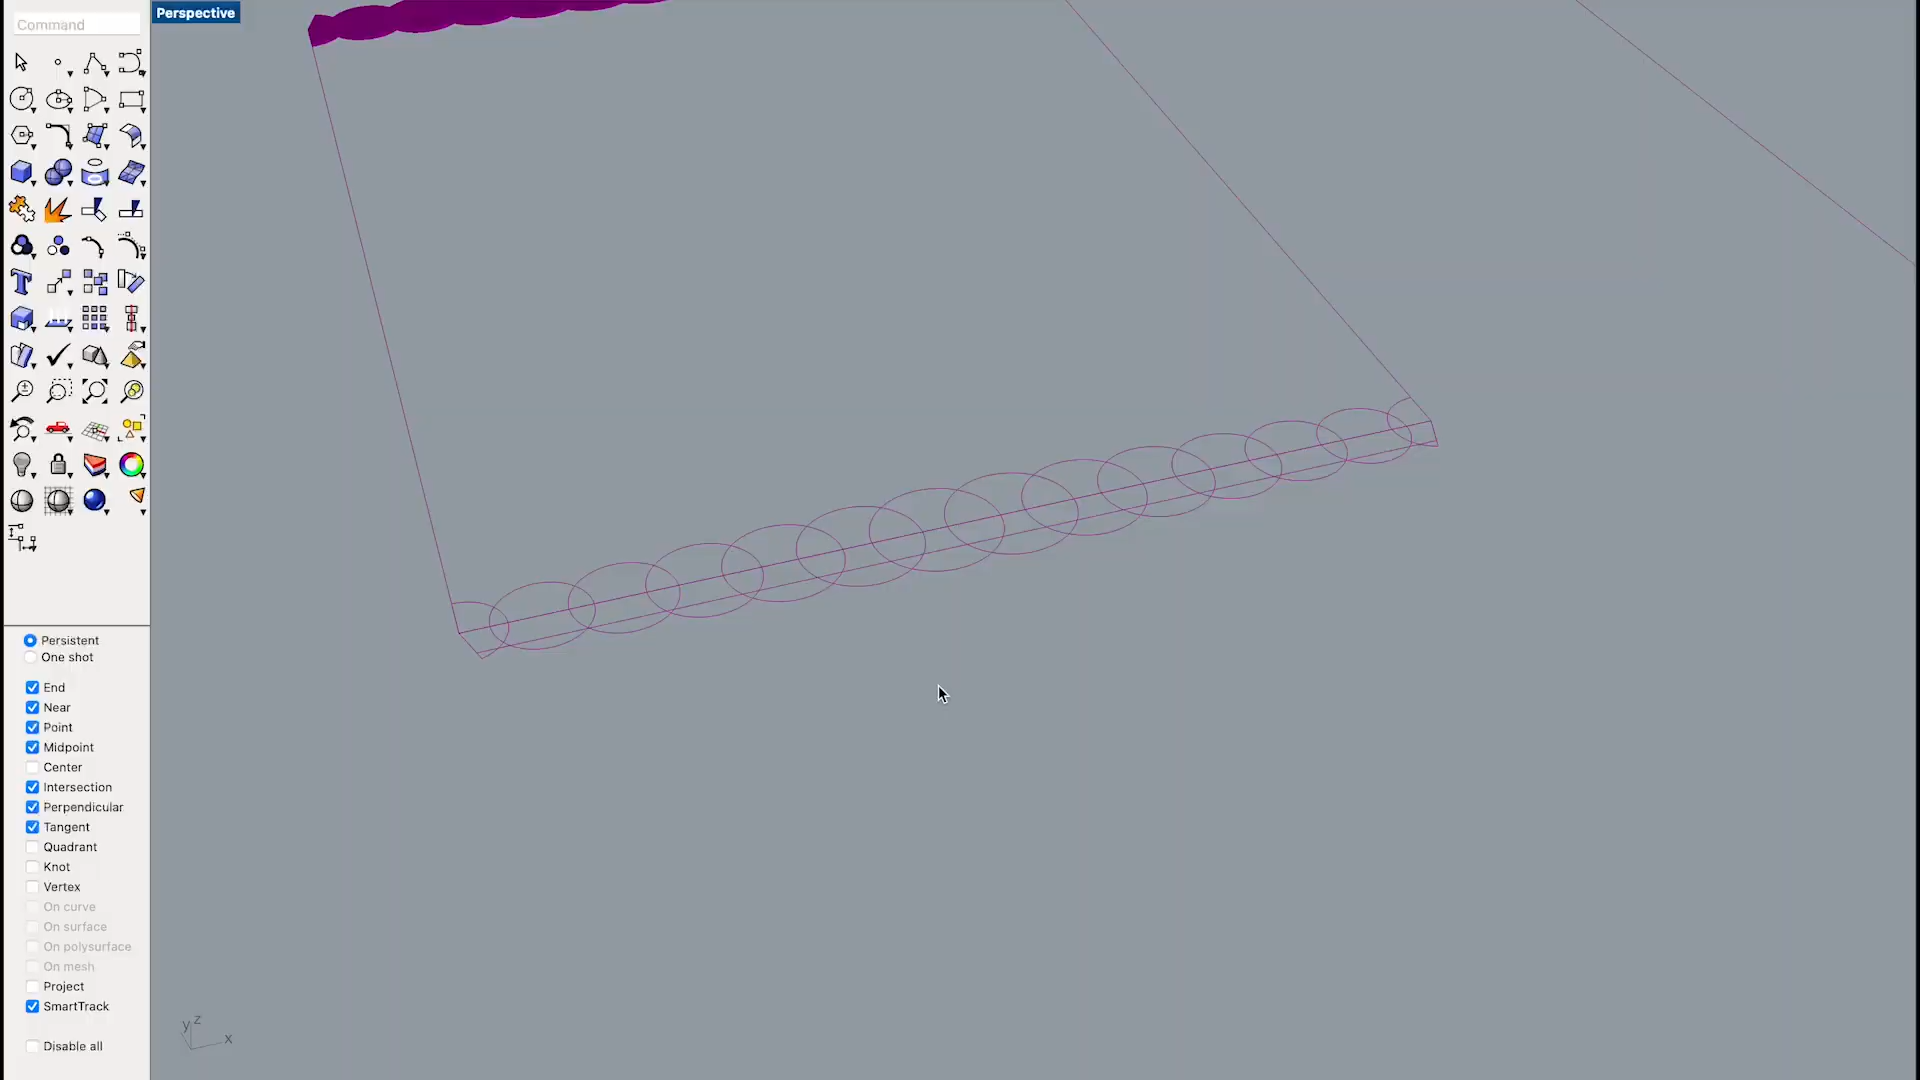 Command
Perspective
Persistent
One shot
End
Near
Point
Midpoint
Center
Intersection
Perpendicular
Tangent
Quadrant
Knot
Vertex
On curve
On surface
On polysurface
On mesh
Project
SmartTrack
Disable all
y z
x